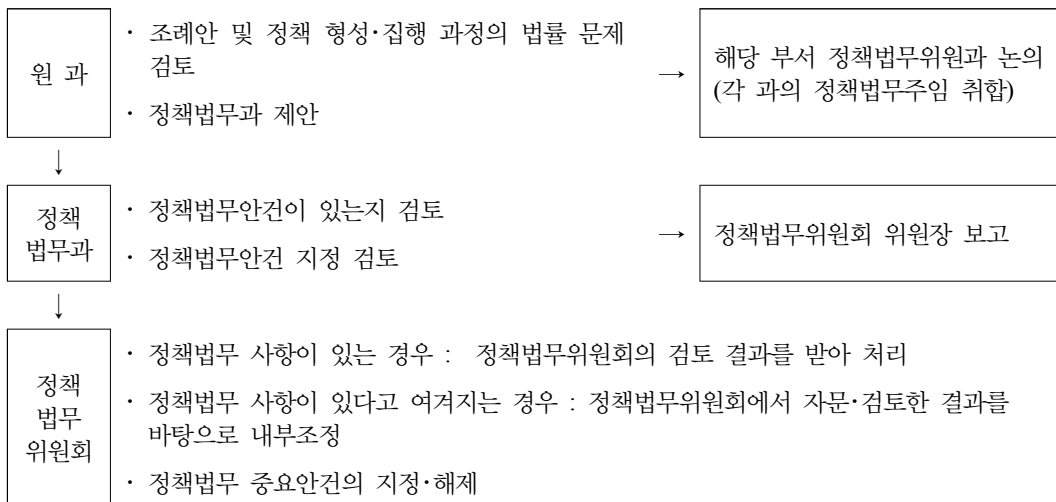 원 과
· 조례안 및 정책 형성·집행 과정의 법률 문제
검토
· 정책법무과 제안
→
해당 부서 정책법무위원과 논의
(각 과의 정책법무주임 취합)
↓
정책
법무과
· 정책법무안건이 있는지 검토
· 정책법무안건 지정 검토
→
정책법무위원회 위원장 보고
↓
정책
법무
위원회
· 정책법무 사항이 있는 경우 : 정책법무위원회의 검토 결과를 받아 처리
· 정책법무 사항이 있다고 여겨지는 경우 : 정책법무위원회에서 자문·검토한 결과를
바탕으로 내부조정
· 정책법무 중요안건의 지정·해제